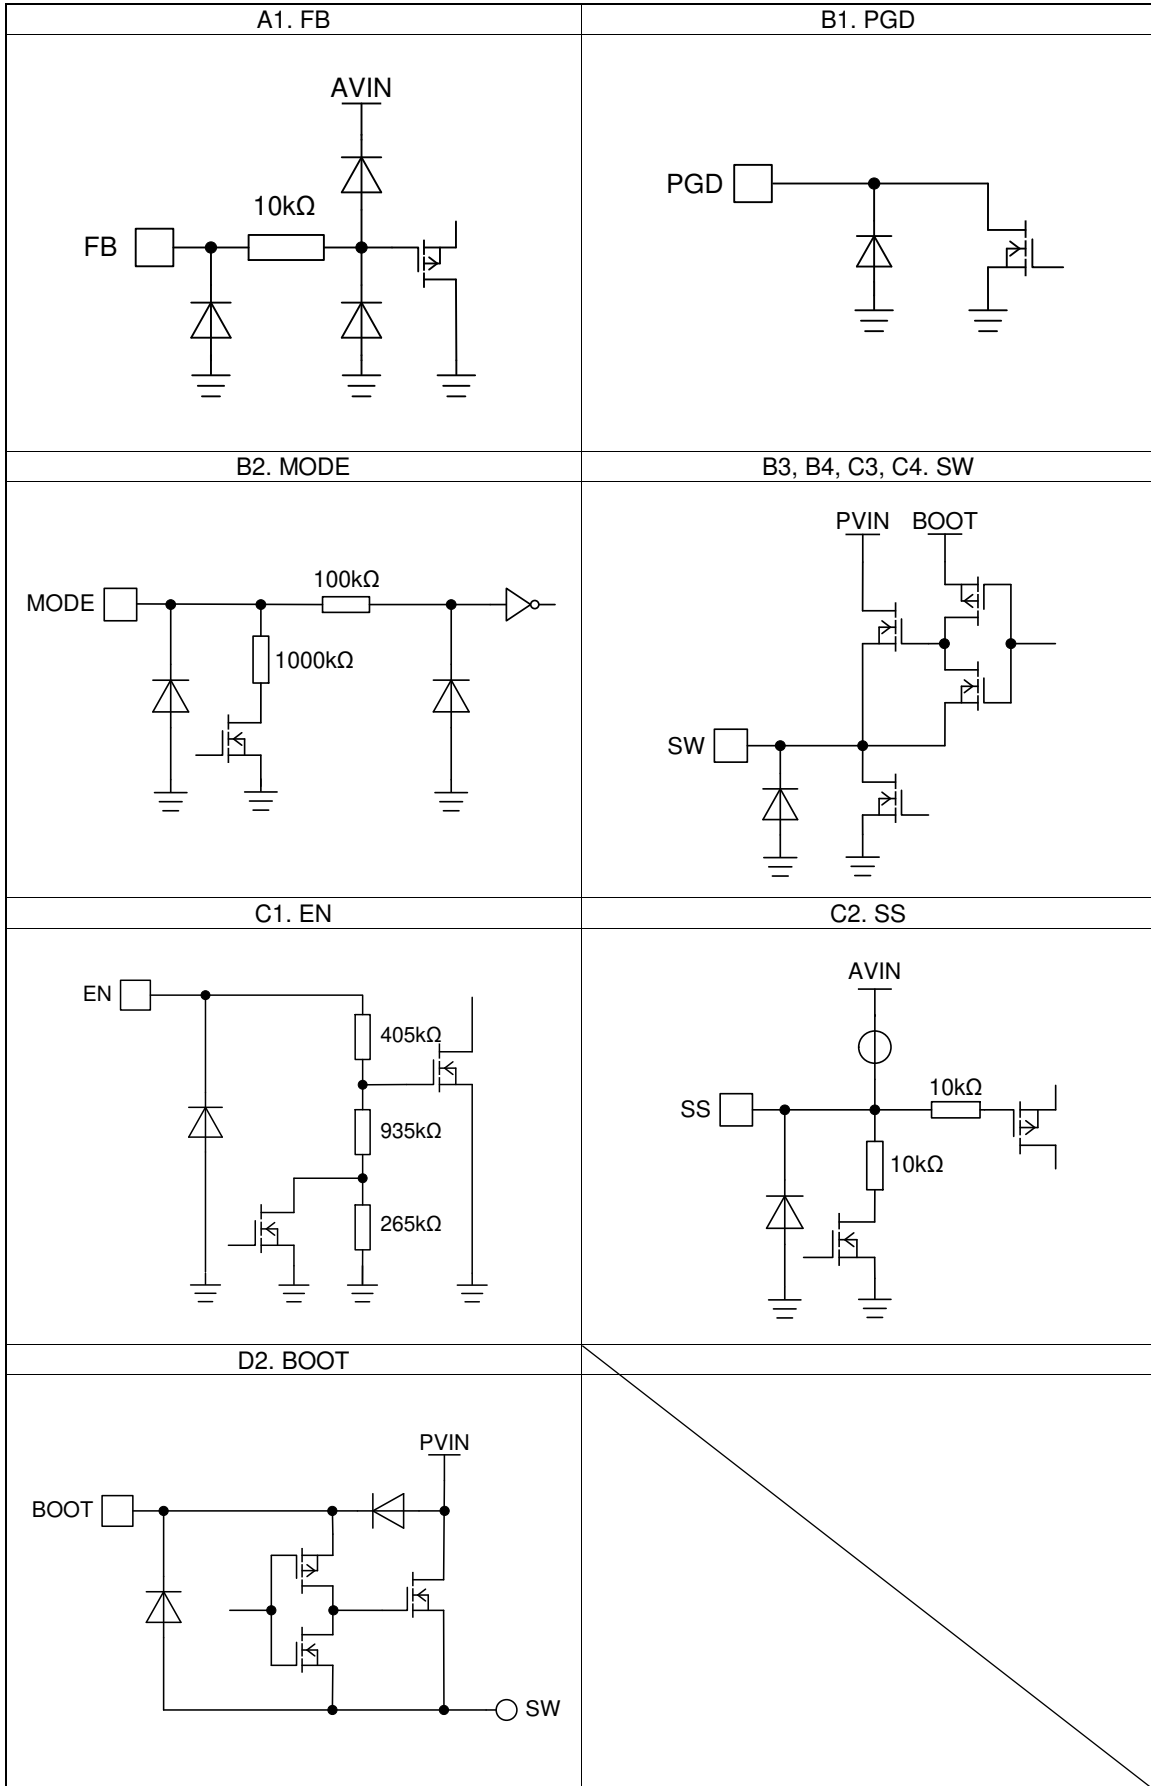 A1. FB
B1. PGD
AVIN
10kΩ
FB
PGD
B2. MODE
B3, B4, C3, C4. SW
MODE
100kΩ
1000kΩ
PVIN BOOT
SW
C1. EN
C2. SS
EN
405kΩ
935kΩ
265kΩ
AVIN
SS
10kΩ
10kΩ
D2. BOOT
PVIN
BOOT
SW